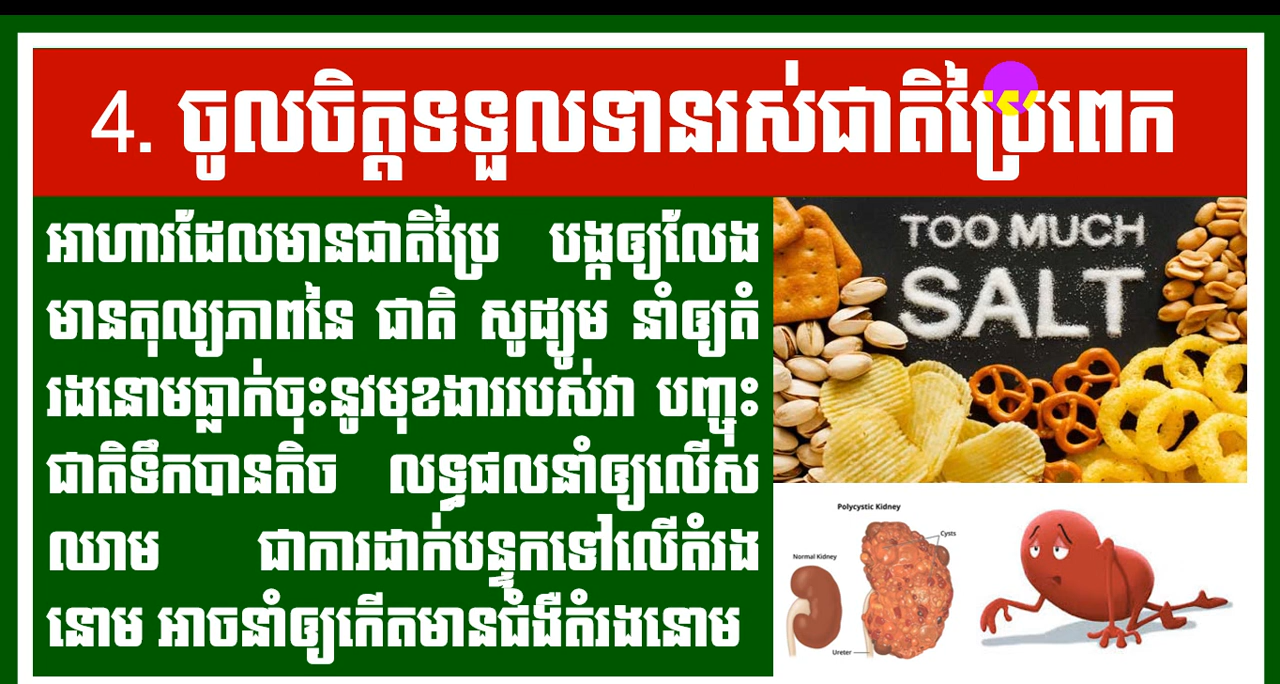 4. ចូលចិត្តទទួលទានរស់ជាតិប្រៃពេក
អាហារដែលមានជាតិប្រៃ បង្កឲ្យលែង
មានតុល្យភាពនៃ ជាតិ សូដ្យូម នាំឲ្យតំ
រងនោមធ្លាក់ចុះនូវមុខងាររបស់វា បញ្ចុះ
ជាតិទឹកបានតិច លទ្ធផលនាំឲ្យលើស
ឈាម ជាការដាក់បន្ទុកទៅលើតំរង
នោម អាចនាំឲ្យកើតមានជំងឺតំរងនោម
TOO MUCH
SALT
Polycystic Kidney
Cysts
Normal Kidney
Ureter